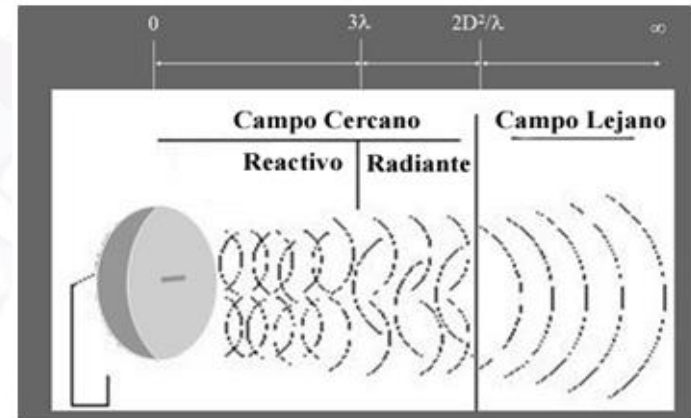 0 3λ 2D²/λ ∞
Campo Cercano Campo Lejano
Reactivo Radiante